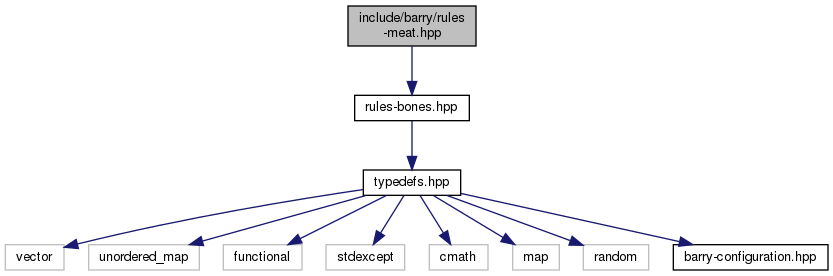 include/barry/rules
-meat.hpp
rules-bones.hpp
typedefs.hpp
vector
unordered_map
functional
stdexcept
cmath
map
random
barry-configuration.hpp